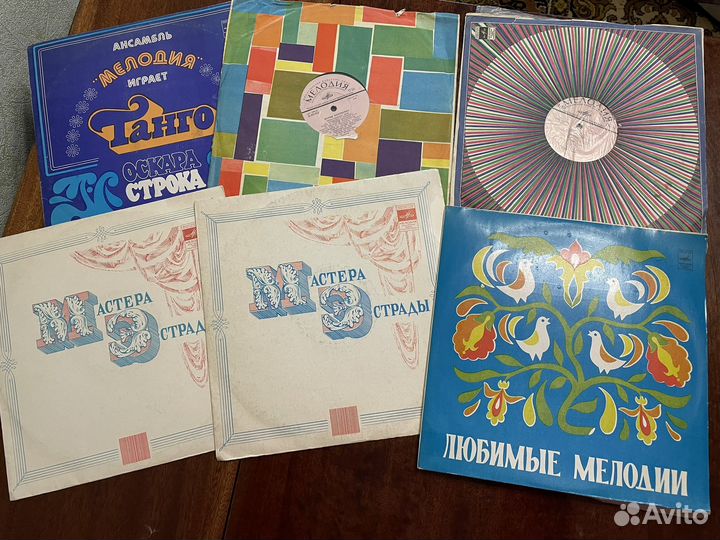 АНСАМБЛЬ
"МЕЛОДИЯ"
ИГРАЕТ
Танго
ОСКАРА
СТРОКА
МЕЛОДИЯ
МЕЛОДИЯ
МАСТЕРА
ЭСТРАДЫ
МАСТЕРА
ЭСТРАДЫ
ЛЮБИМЫЕ МЕЛОДИИ
Avito